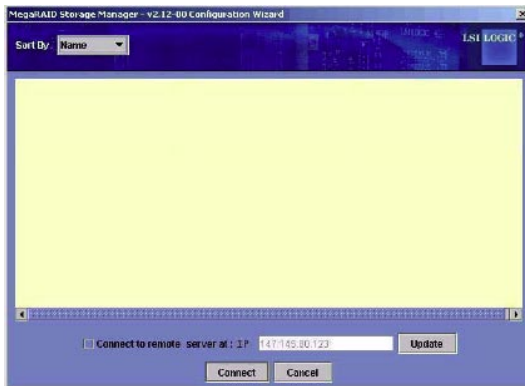 MegaRAID Storage Manager - v2.12-00 Configuration Wizard
Sort By Name
LSI LOGIC
Connect to remote server at : IP 147.145.80.123 Update
Connect Cancel